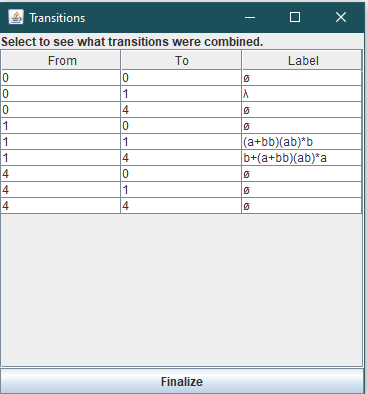 Transitions
Select to see what transitions were combined.
From To Label
0 0 ø
0 1 λ
0 4 ø
1 0 ø
1 1 (a+bb)(ab)*b
1 4 b+(a+bb)(ab)*a
4 0 ø
4 1 ø
4 4 ø
Finalize